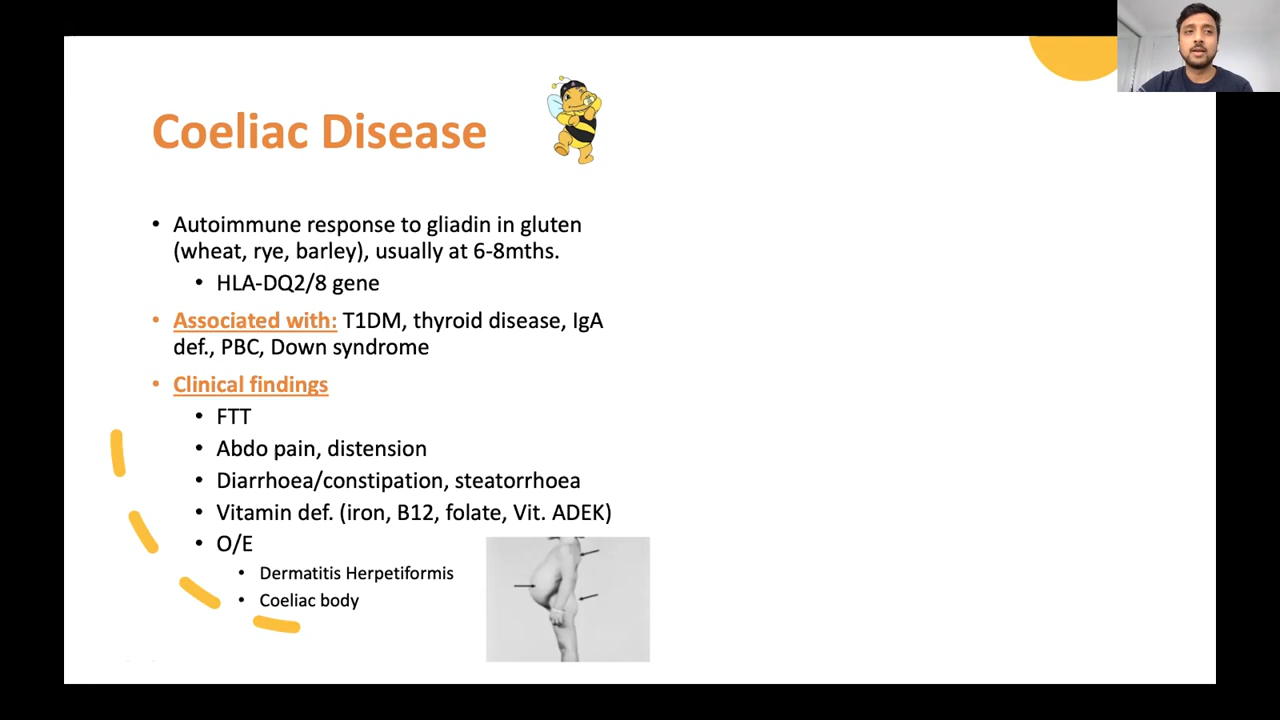 Coeliac Disease
• Autoimmune response to gliadin in gluten
(wheat, rye, barley), usually at 6-8mths.
• HLA-DQ2/8 gene
• Associated with: T1DM, thyroid disease, IgA
def., PBC, Down syndrome
• Clinical findings
• FTT
• Abdo pain, distension
• Diarrhoea/constipation, steatorrhoea
• Vitamin def. (iron, B12, folate, Vit. ADEK)
• O/E
• Dermatitis Herpetiformis
• Coeliac body